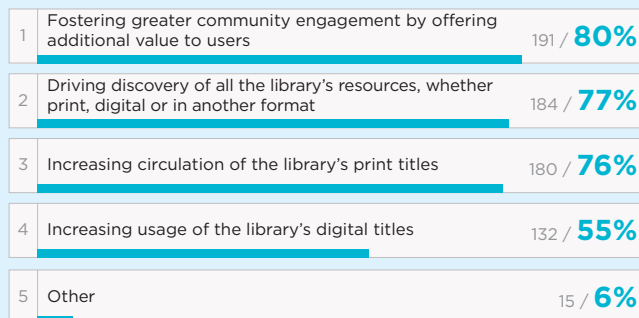 1 Fostering greater community engagement by offering
additional value to users 191 / 80%
2 Driving discovery of all the library’s resources, whether
print, digital or in another format 184 / 77%
3 Increasing circulation of the library’s print titles 180 / 76%
4 Increasing usage of the library’s digital titles 132 / 55%
5 Other 15 / 6%